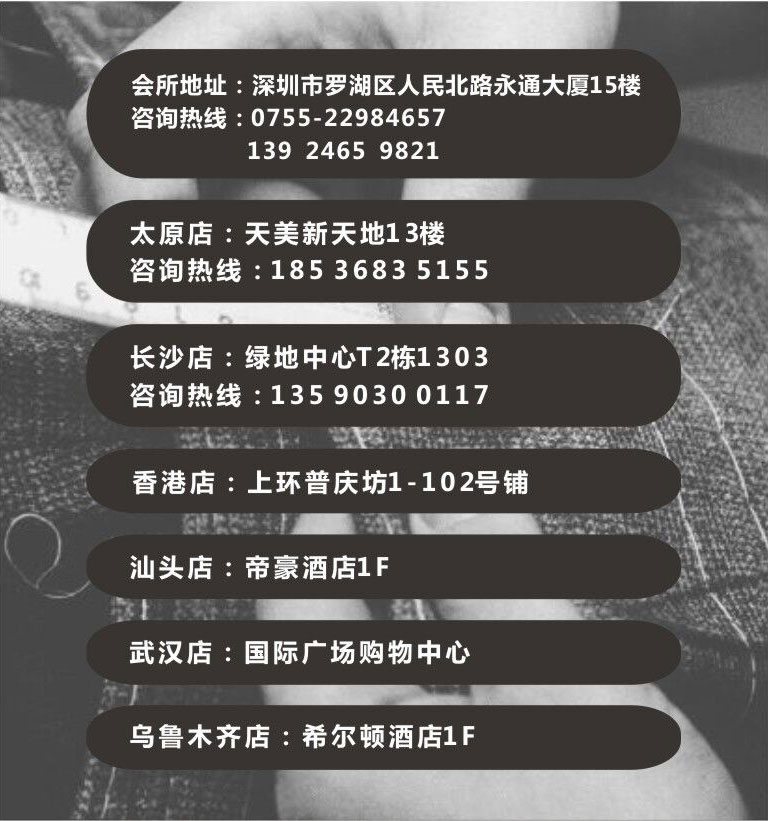 会所地址：深圳市罗湖区人民北路永通大厦15楼
咨询热线：0755-22984657
139 2465 9821
太原店：天美新天地13楼
咨询热线：185 3683 5155
长沙店：绿地中心T2栋1303
咨询热线：135 9030 0117
香港店：上环普庆坊1-102号铺
汕头店：帝豪酒店1F
武汉店：国际广场购物中心
乌鲁木齐店：希尔顿酒店1F